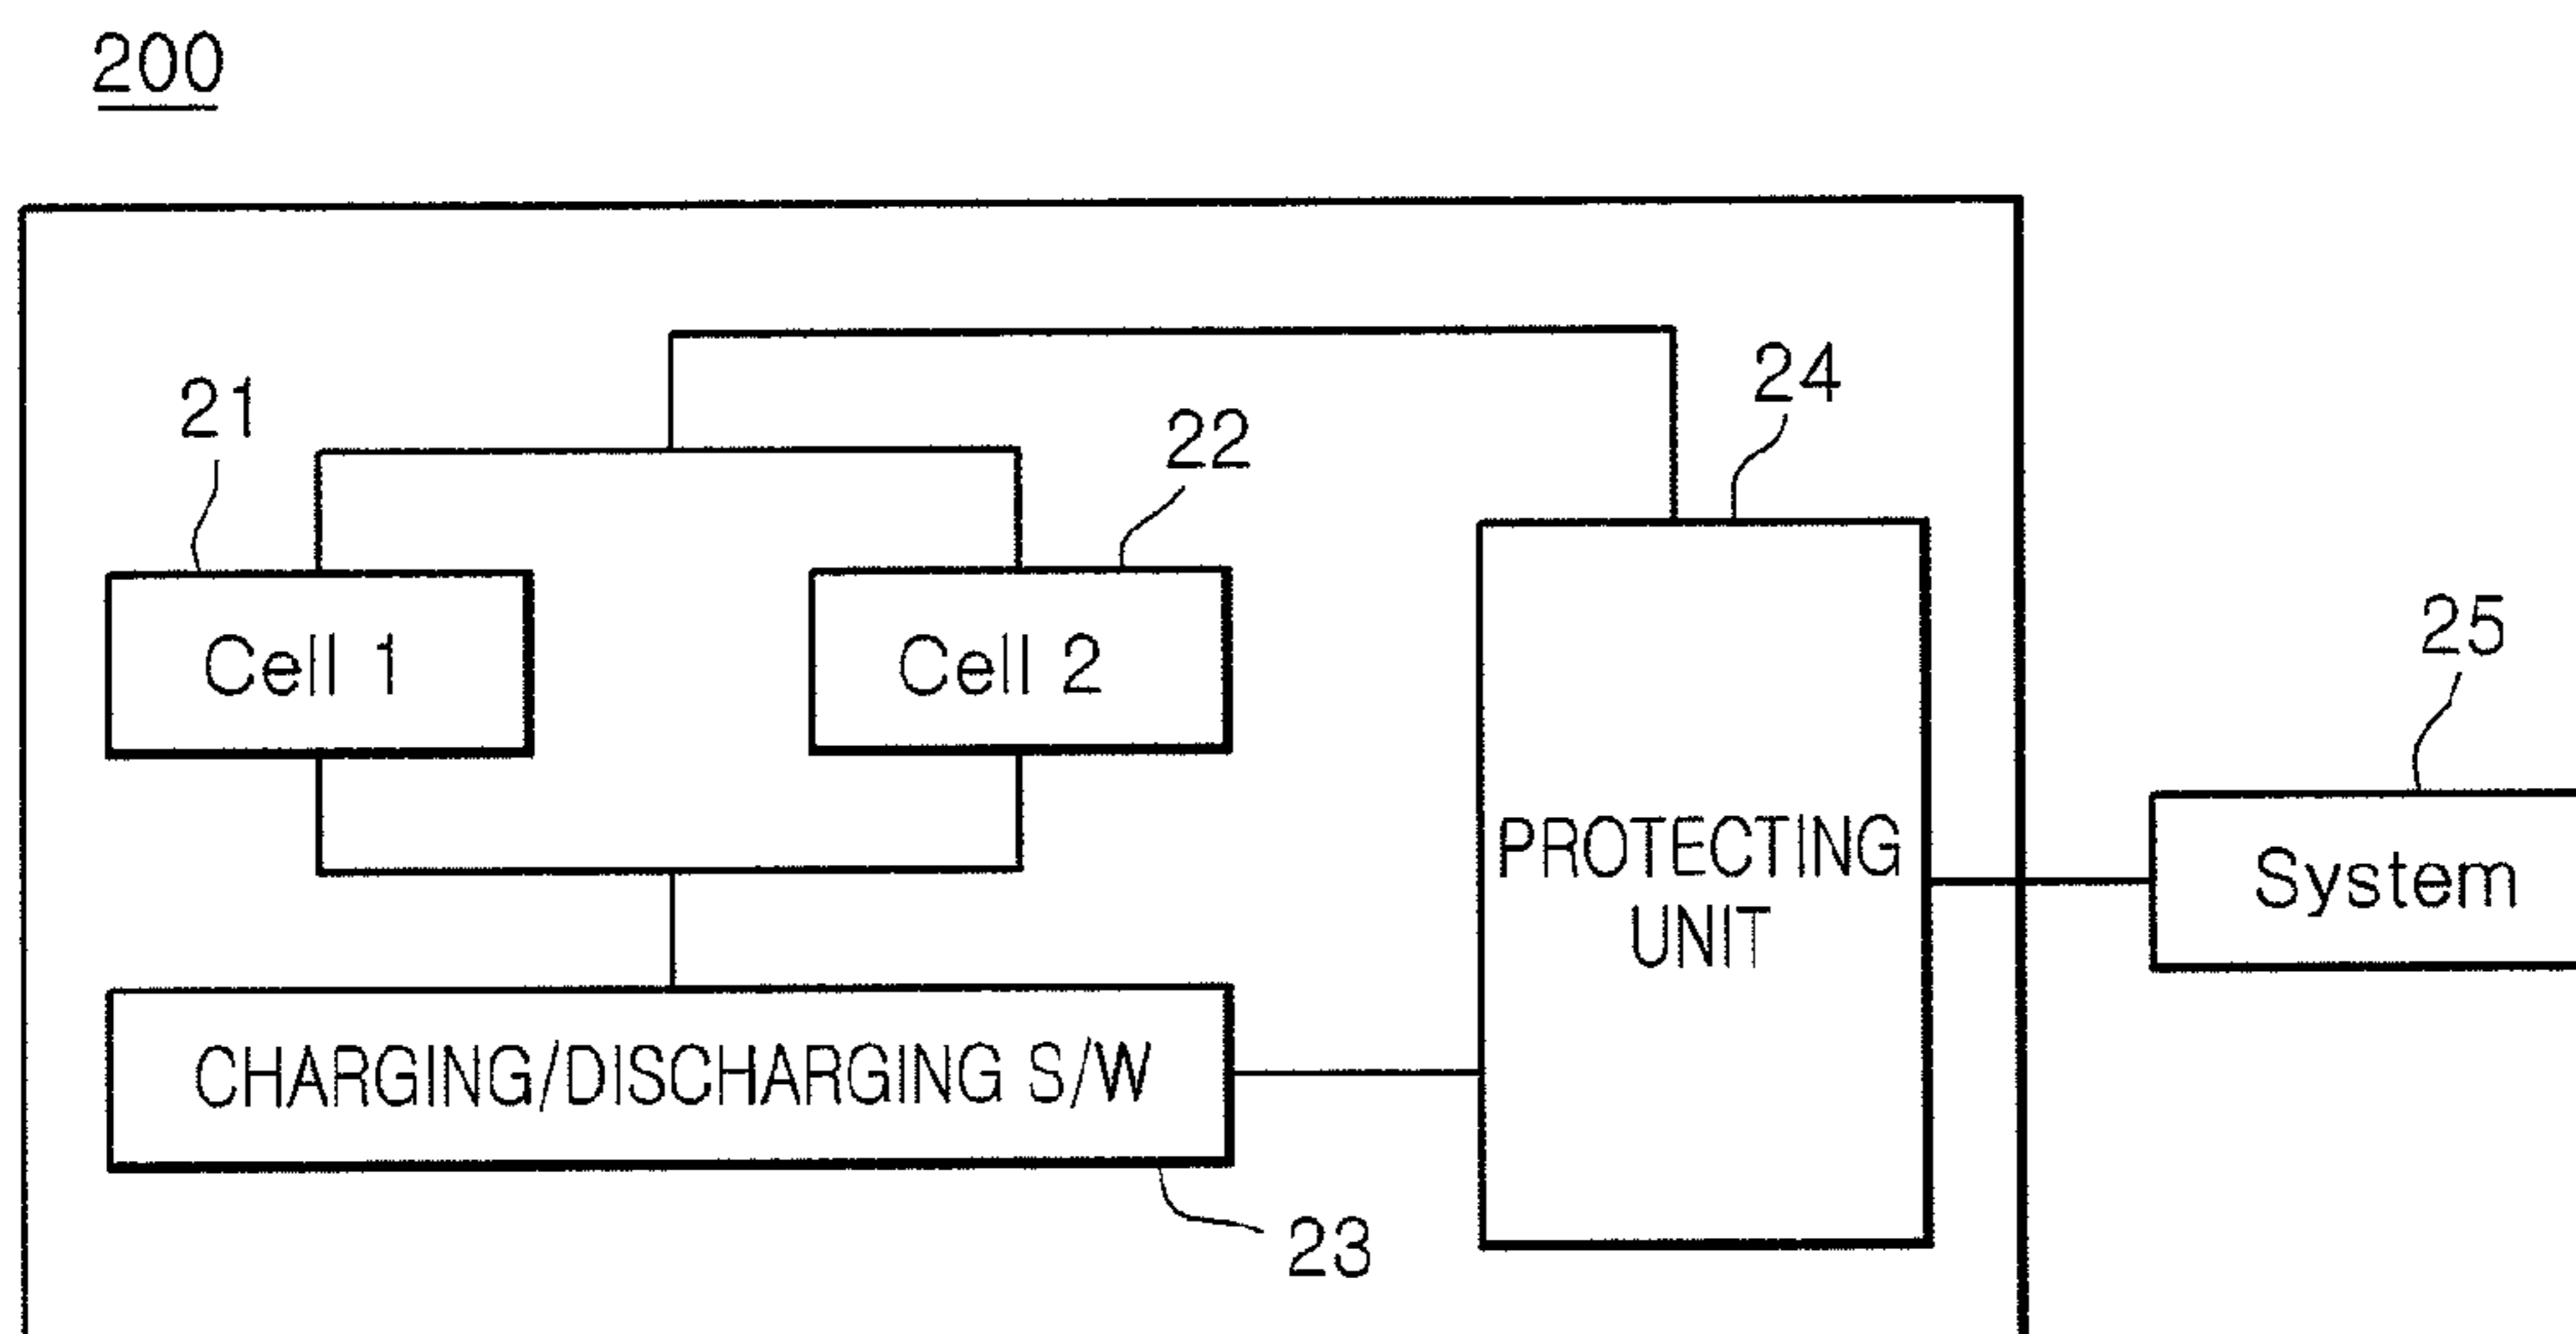 200
21
22
24
25
Cell 1
Cell 2
PROTECTING
UNIT
System
CHARGING/DISCHARGING S/W
23